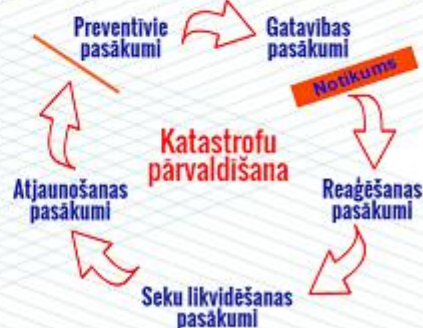 Preventīvie
pasākumi
Gatavības
pasākumi
Notikums
Katastrofu
pārvaldīšana
Reaģēšanas
pasākumi
Seku likvidēšanas
pasākumi
Atjaunošanas
pasākumi